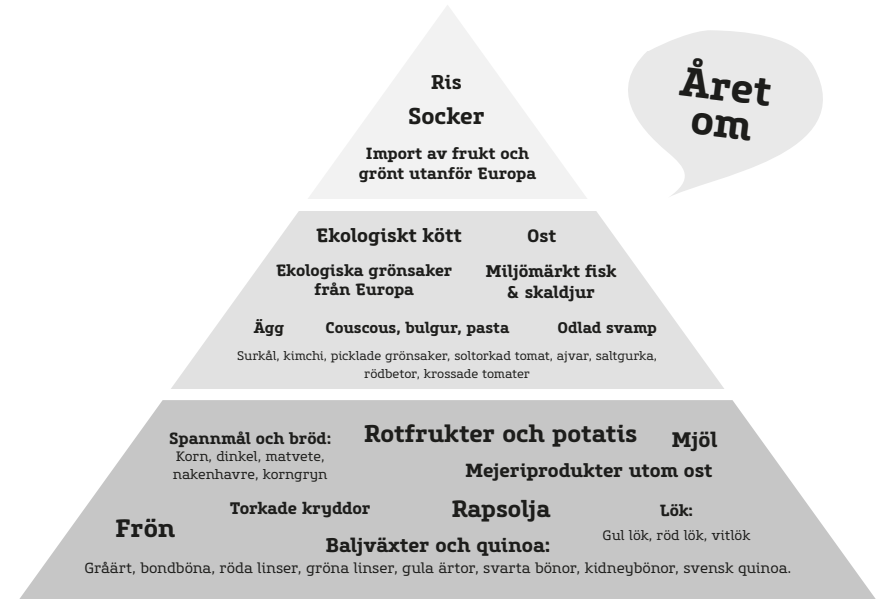 Ris
Socker
Import av frukt och
grönt utanför Europa
Året
om
Ekologiskt kött
Ost
Ekologiska grönsaker
från Europa
Miljömärkt fisk
& skaldjur
Ägg
Couscous, bulgur, pasta
Odlad svamp
Surkål, kimchi, picklade grönsaker, soltorkad tomat, ajvar, saltgurka,
rödbetor, krossade tomater
Spannmål och bröd:
Korn, dinkel, matvete,
nakenhavre, korngryn
Rotfrukter och potatis
Mjöl
Mejeriprodukter utom ost
Frön
Torkade kryddor
Rapsolja
Lök:
Gul lök, röd lök, vitlök
Baljväxter och quinoa:
Gråärt, bondböna, röda linser, gröna linser, gula ärtor, svarta bönor, kidneybönor, svensk quinoa.